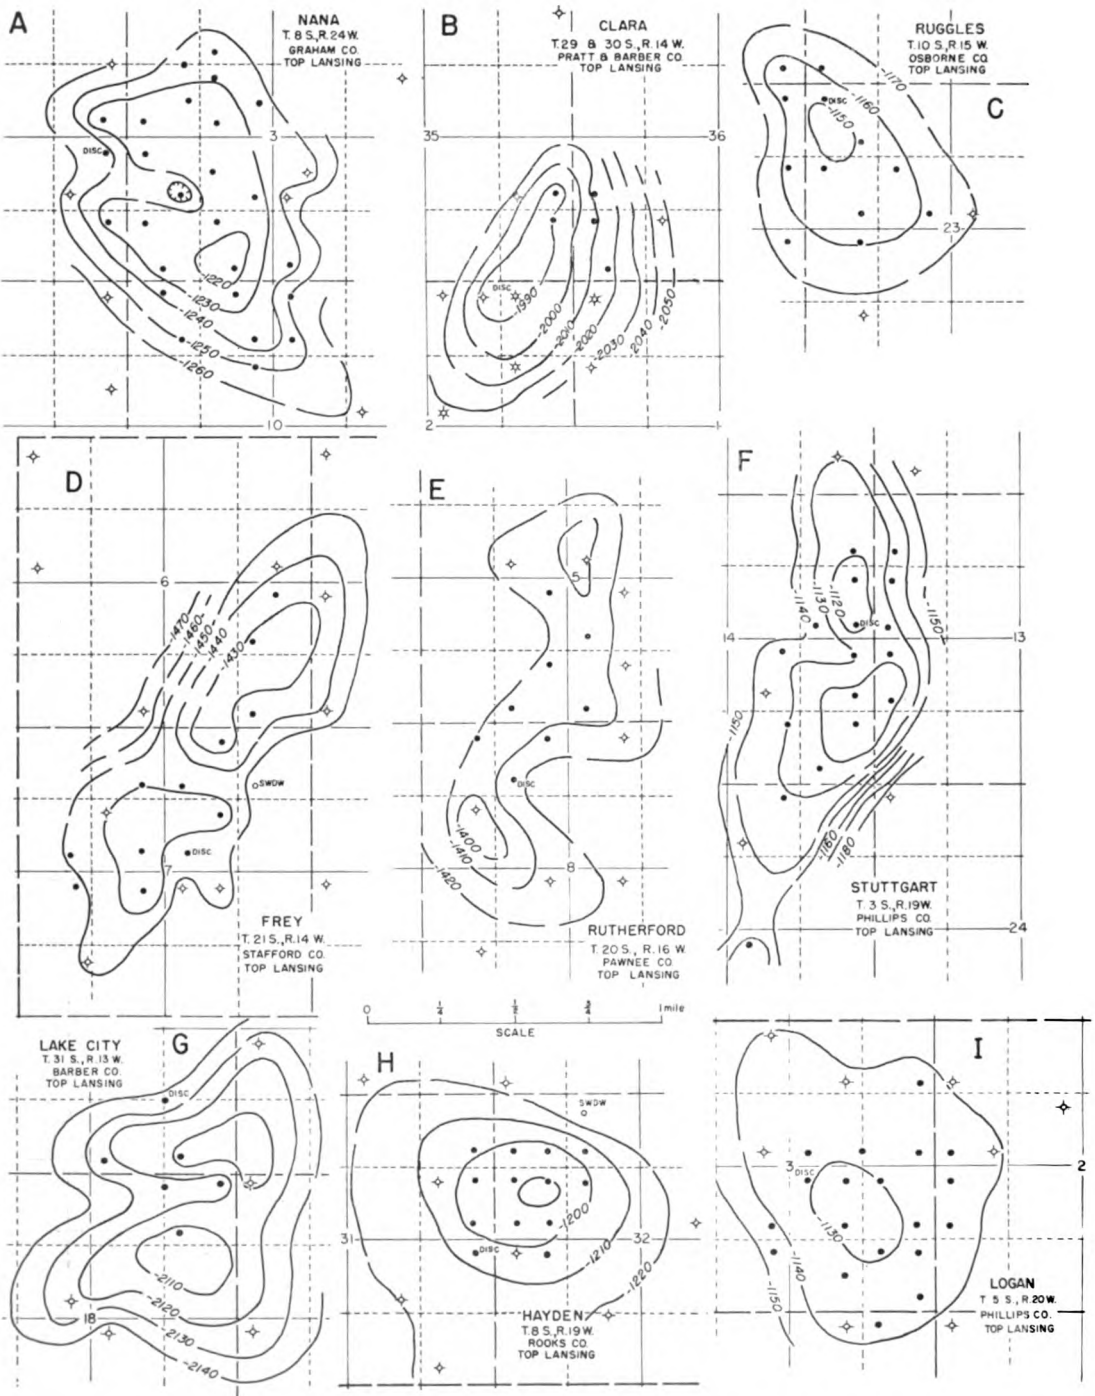 A
NANA
T. 8 S., R. 24 W.
GRAHAM CO.
TOP LANSING
3
DISC
-1220
-1230
-1240
-1250
-1260
10
B
CLARA
T. 29 & 30 S., R. 14 W.
PRATT & BARBER CO.
TOP LANSING
35
36
DISC
-1990
-2000
-2010
-2020
-2030
-2040
-2050
2
1
RUGGLES
T. 10 S., R 15 W.
OSBORNE CO.
TOP LANSING
C
-1170
-1160
DISC
-1150
23
D
6
-1470
-1460
-1450
-1440
-1430
SWDW
DISC
7
FREY
T. 21 S., R. 14 W.
STAFFORD CO.
TOP LANSING
E
5
DISC
-1400
-1410
-1420
8
RUTHERFORD
T. 20 S., R. 16 W.
PAWNEE CO.
TOP LANSING
F
-1140
-1130
-1120
-1150
DISC
14
13
-1150
-1160
-1180
STUTTGART
T. 3 S., R. 19 W.
PHILLIPS CO.
TOP LANSING
24
0 1/4 1/2 3/4 1 mile
SCALE
LAKE CITY
T. 31 S., R. 13 W.
BARBER CO.
TOP LANSING
G
DISC
-2110
-2120
-2130
-2140
18
H
SWDW
-1200
-1210
-1220
31
32
DISC
HAYDEN
T. 8 S., R. 19 W.
ROOKS CO.
TOP LANSING
I
3
2
DISC
-1130
-1140
-1150
LOGAN
T. 5 S., R. 20 W.
PHILLIPS CO.
TOP LANSING